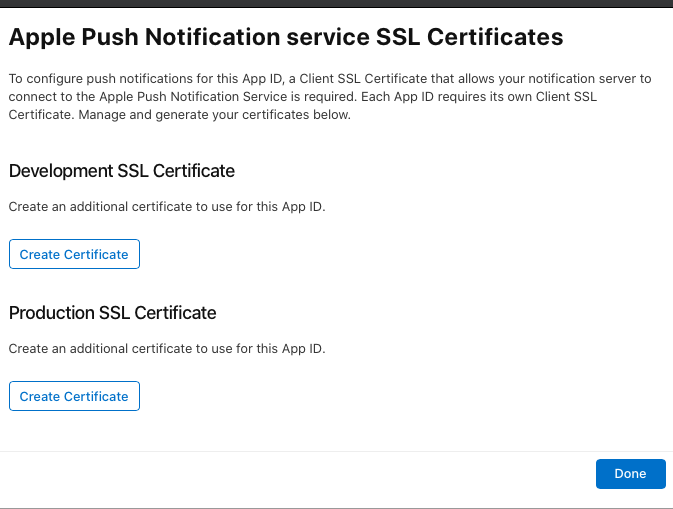 Apple Push Notification service SSL Certificates
To configure push notifications for this App ID, a Client SSL Certificate that allows your notification server to
connect to the Apple Push Notification Service is required. Each App ID requires its own Client SSL
Certificate. Manage and generate your certificates below.
Development SSL Certificate
Create an additional certificate to use for this App ID.
Create Certificate
Production SSL Certificate
Create an additional certificate to use for this App ID.
Create Certificate
Done